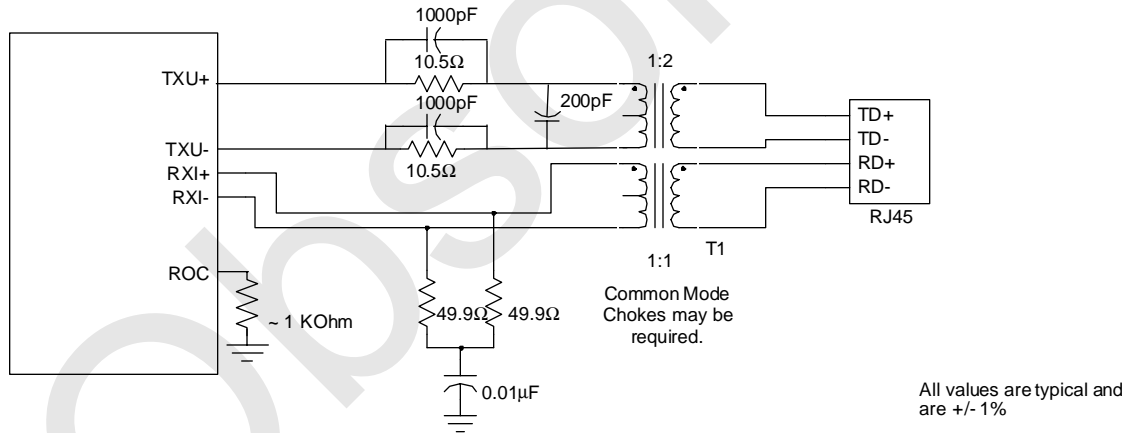 1000pF
10.5Ω
1000pF
10.5Ω
200pF
1:2
TXU+
TXU-
RXI+
RXI-
TD+
TD-
RD+
RD-
RJ45
T1
1:1
ROC
~ 1 KOhm
49.9Ω
49.9Ω
0.01μF
Common Mode
Chokes may be
required.
All values are typical and
are +/- 1%